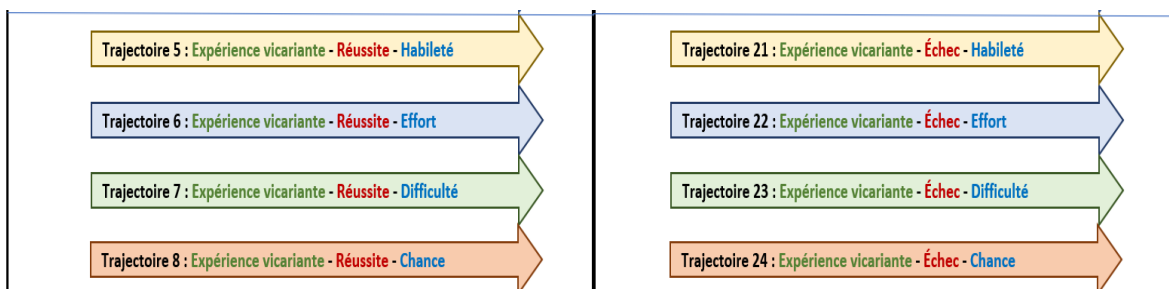 Trajectoire 5 : Expérience vicariante - Réussite - Habileté
Trajectoire 6 : Expérience vicariante - Réussite - Effort
Trajectoire 7 : Expérience vicariante - Réussite - Difficulté
Trajectoire 8 : Expérience vicariante - Réussite - Chance
Trajectoire 21 : Expérience vicariante - Échec - Habileté
Trajectoire 22 : Expérience vicariante - Échec - Effort
Trajectoire 23 : Expérience vicariante - Échec - Difficulté
Trajectoire 24 : Expérience vicariante - Échec - Chance